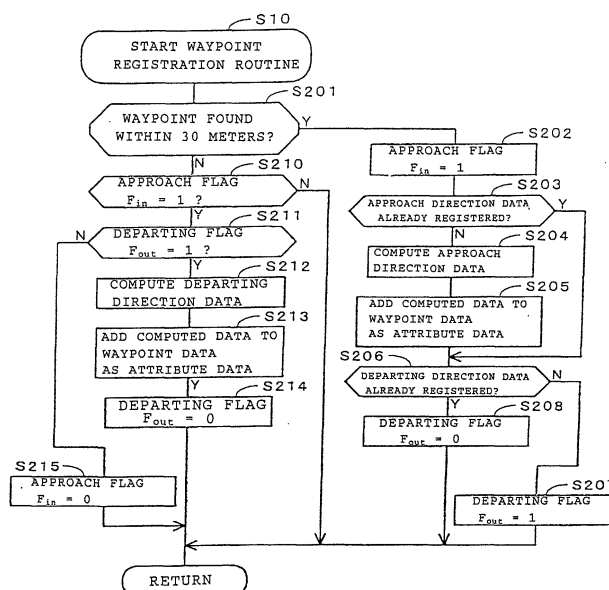 S10
START WAYPOINT
REGISTRATION ROUTINE
S201
WAYPOINT FOUND
WITHIN 30 METERS?
Y
N
S202
APPROACH FLAG
Fin = 1
S203
APPROACH DIRECTION DATA
ALREADY REGISTERED?
Y
N
S204
COMPUTE APPROACH
DIRECTION DATA
S205
ADD COMPUTED DATA TO
WAYPOINT DATA
AS ATTRIBUTE DATA
S206
DEPARTING DIRECTION DATA
ALREADY REGISTERED?
N
Y
S208
DEPARTING FLAG
Fout = 0
S207
DEPARTING FLAG
Fout = 1
S210
APPROACH FLAG
Fin = 1 ?
N
Y
S211
DEPARTING FLAG
Fout = 1 ?
N
Y
S212
COMPUTE DEPARTING
DIRECTION DATA
S213
ADD COMPUTED DATA TO
WAYPOINT DATA
AS ATTRIBUTE DATA
Y
S214
DEPARTING FLAG
Fout = 0
S215
APPROACH FLAG
Fin = 0
RETURN